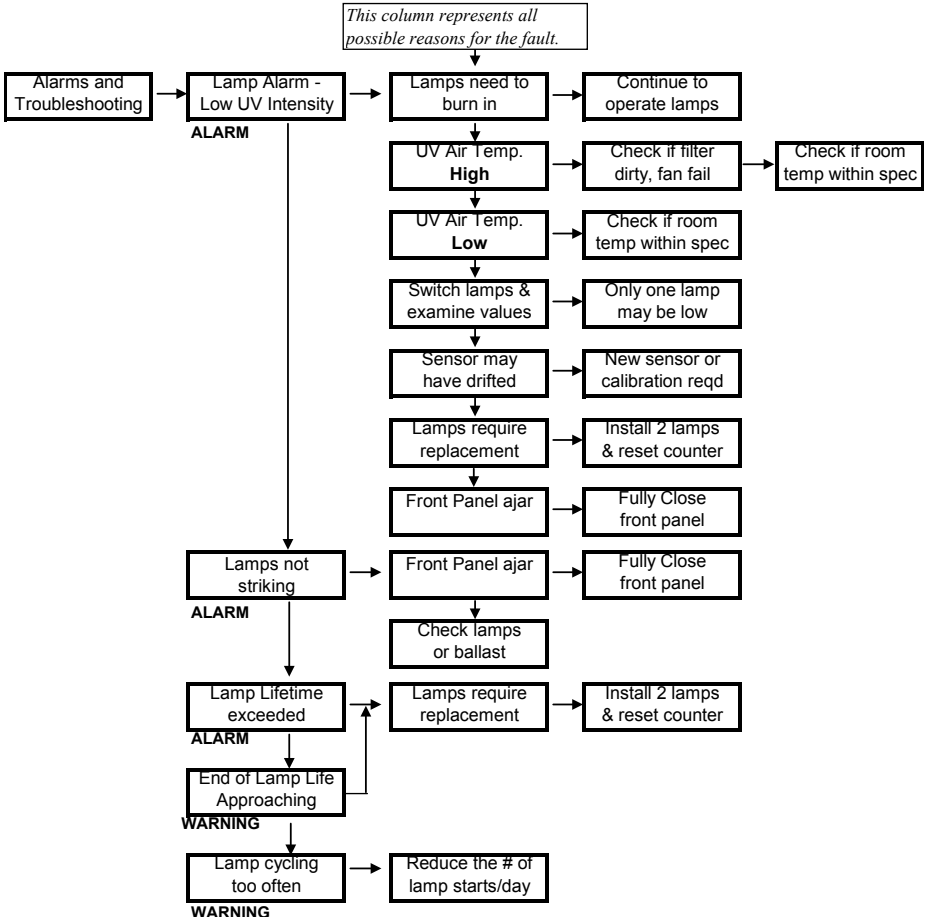 This column represents all
possible reasons for the fault.
Alarms and
Troubleshooting
Lamp Alarm -
Low UV Intensity
ALARM
Lamps need to
burn in
Continue to
operate lamps
UV Air Temp.
High
Check if filter
dirty, fan fail
Check if room
temp within spec
UV Air Temp.
Low
Check if room
temp within spec
Switch lamps &
examine values
Only one lamp
may be low
Sensor may
have drifted
New sensor or
calibration reqd
Lamps require
replacement
Install 2 lamps
& reset counter
Front Panel ajar
Fully Close
front panel
Lamps not
striking
ALARM
Front Panel ajar
Fully Close
front panel
Check lamps
or ballast
Lamp Lifetime
exceeded
ALARM
Lamps require
replacement
Install 2 lamps
& reset counter
End of Lamp Life
Approaching
WARNING
Lamp cycling
too often
WARNING
Reduce the # of
lamp starts/day